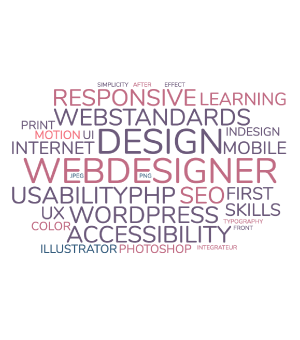 SIMPLICITY AFTER EFFECT
RESPONSIVE LEARNING
WEBSTANDARDS
PRINT
MOTION UI DESIGN INDESIGN
INTERNET MOBILE
WEBDESIGNER
JPEG PNG
USABILITY PHP SEO FIRST
UX WORDPRESS SKILLS
COLOR ACCESSIBILITY TYPOGRAPHY
FRONT
ILLUSTRATOR PHOTOSHOP INTEGRATEUR